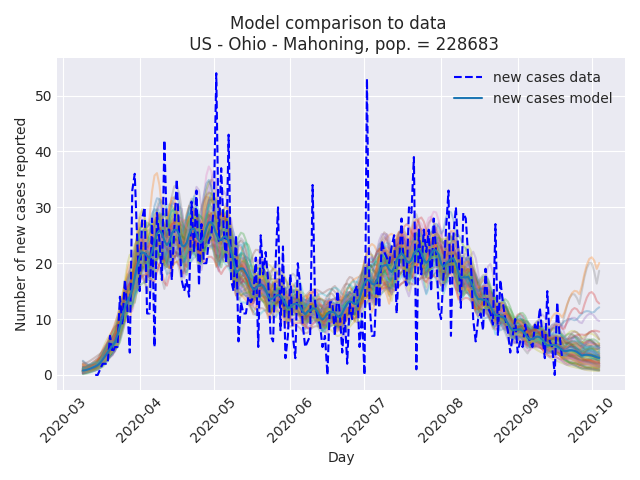 Model comparison to data
US - Ohio - Mahoning, pop. = 228683
new cases data
new cases model
Number of new cases reported
50
40
30
20
10
0
2020-03
2020-04
2020-05
2020-06
2020-07
2020-08
2020-09
2020-10
Day